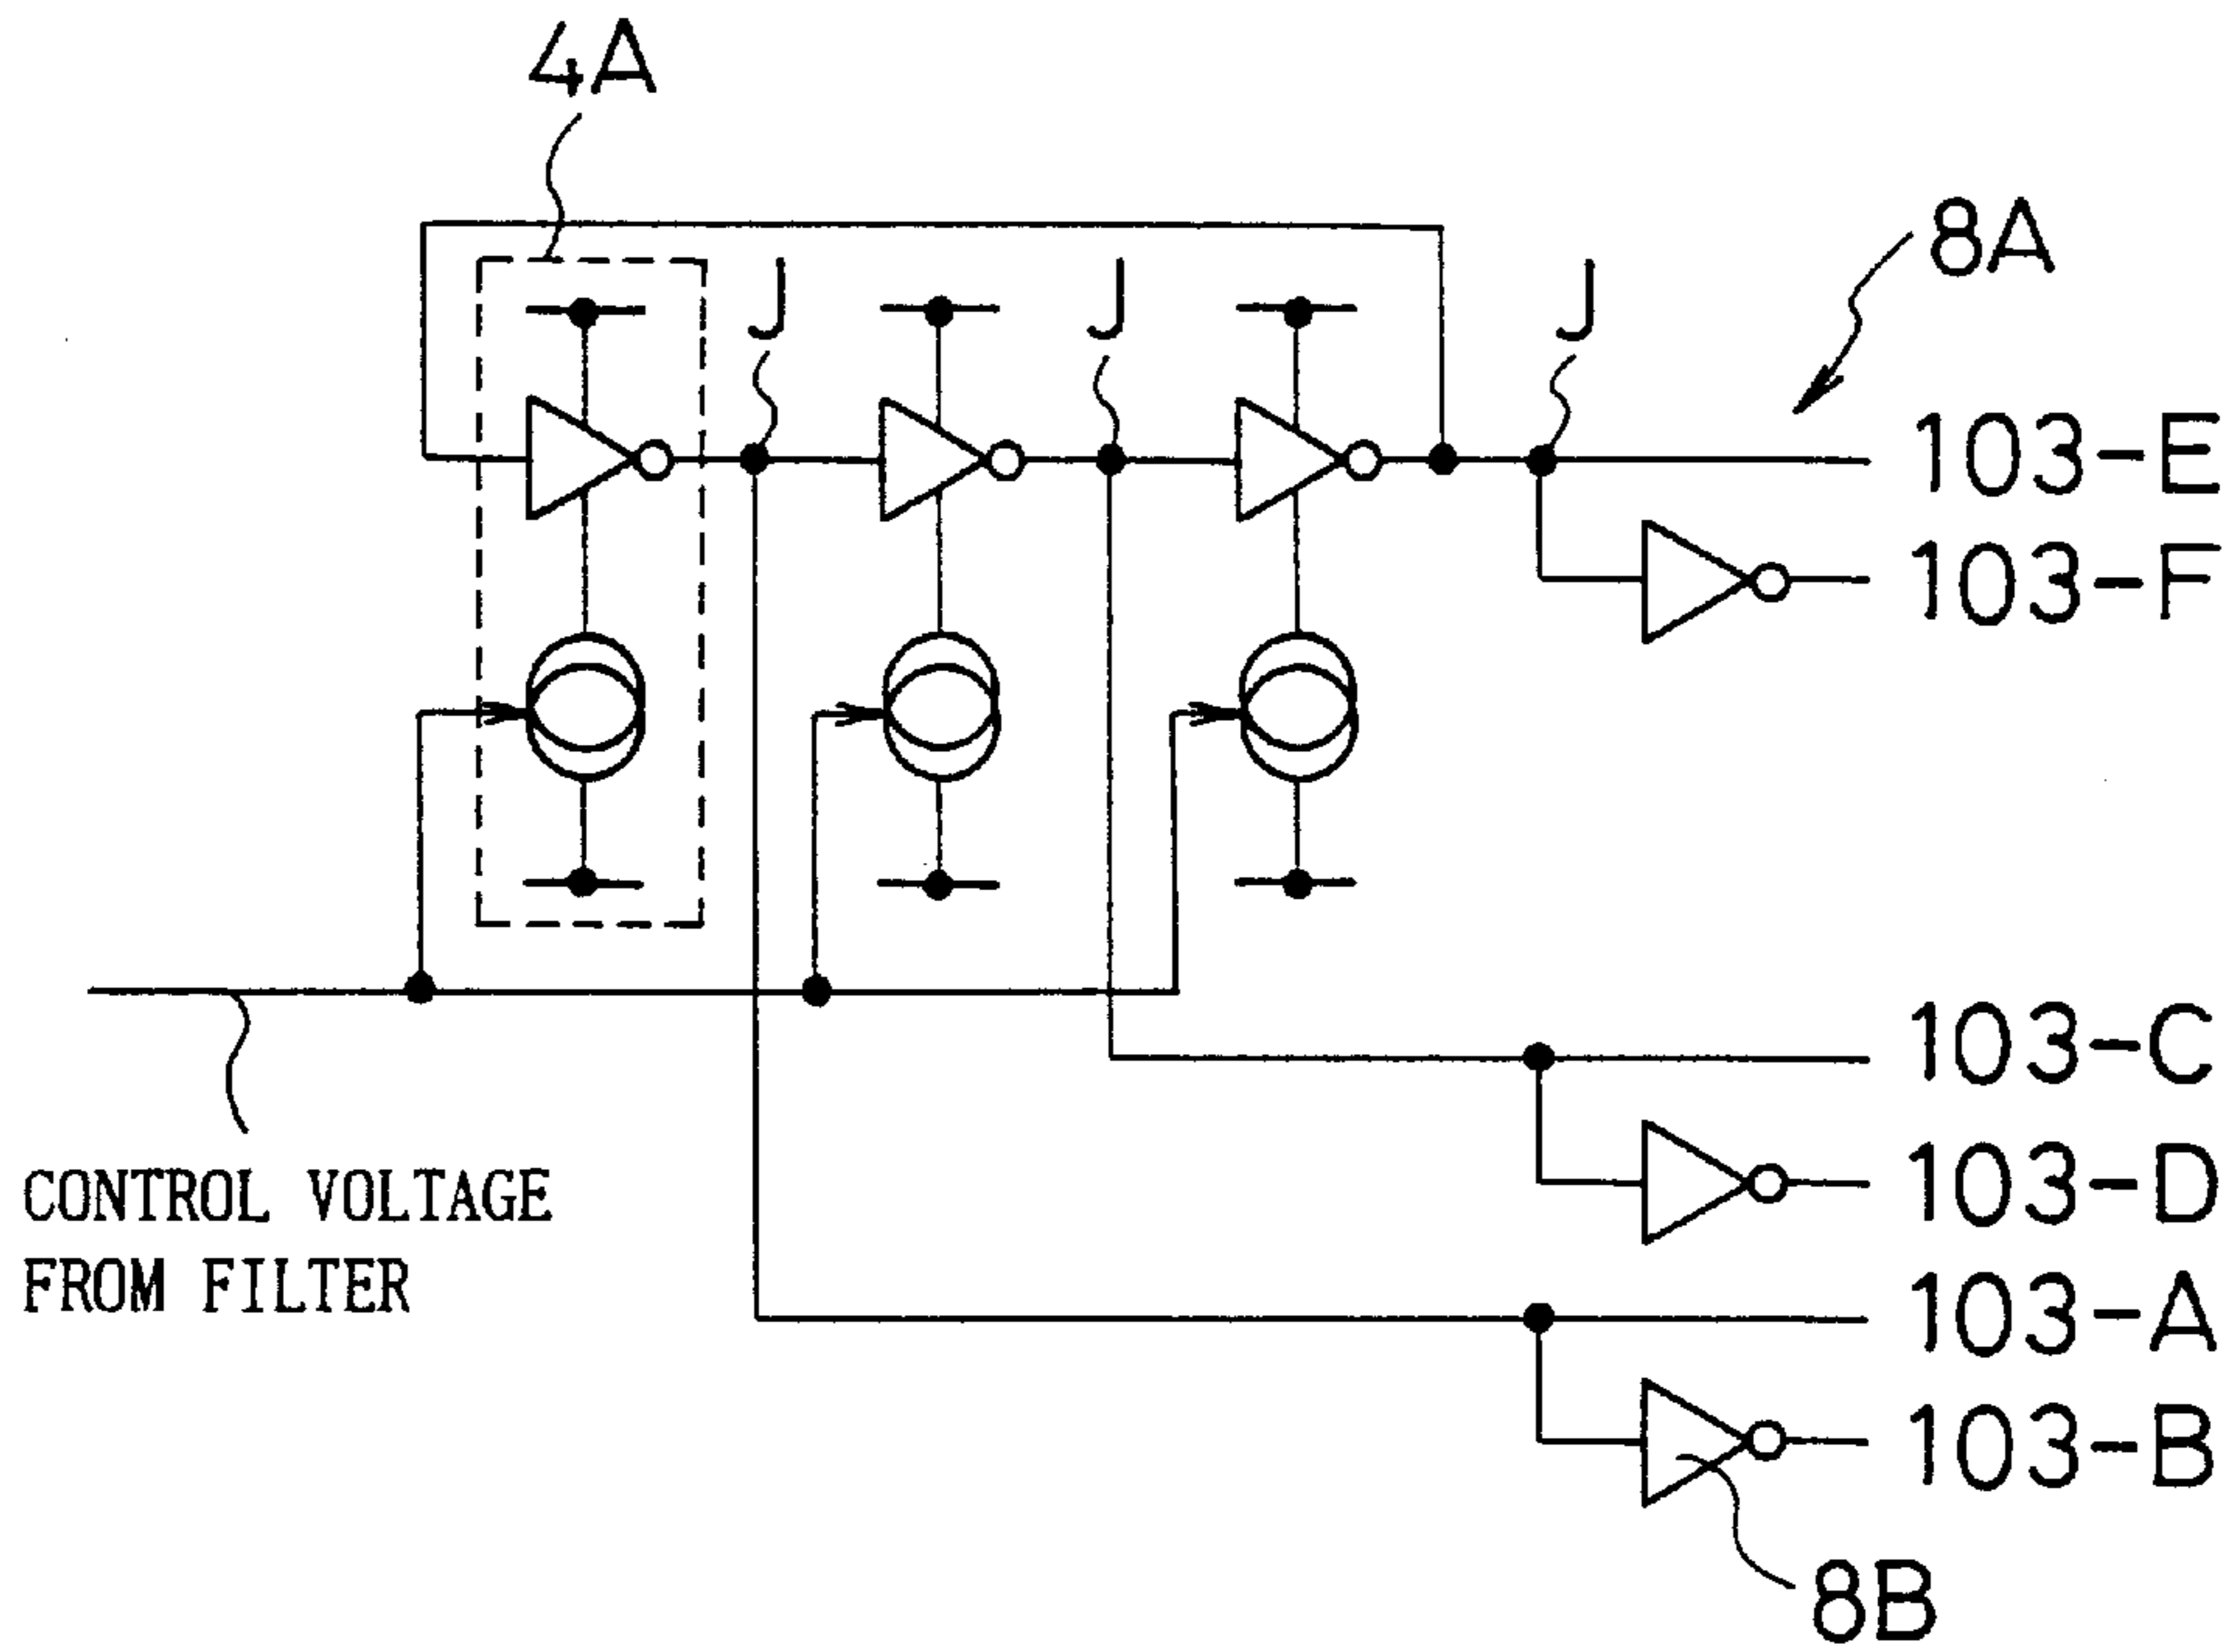 4A
8A
J
J
J
103-E
103-F
103-C
103-D
CONTROL VOLTAGE
FROM FILTER
103-A
103-B
8B